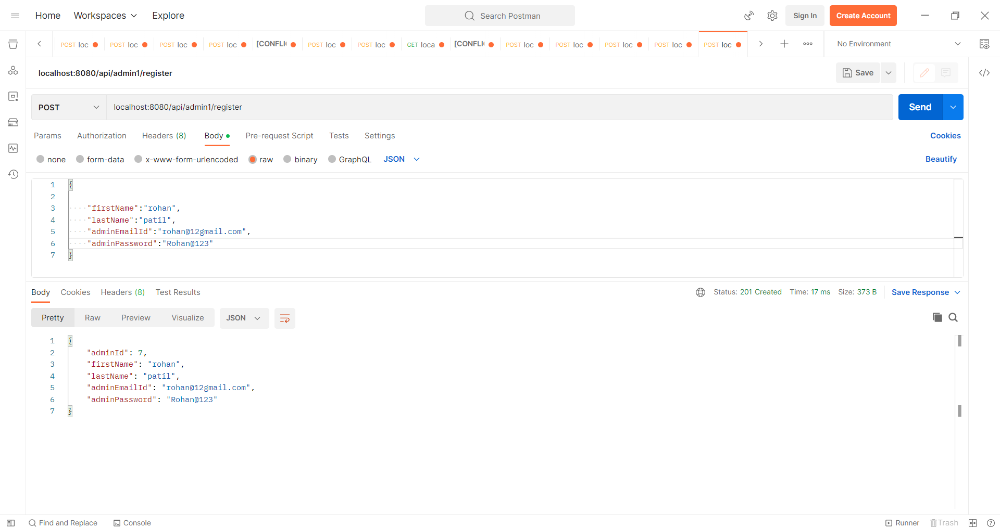 Home Workspaces Explore Search Postman Sign In Create Account
POST loc POST loc POST loc POST loc [CONFLI POST loc POST loc GET loca [CONFLI POST loc POST loc POST loc POST loc POST loc No Environment
localhost:8080/api/admin1/register Save
POST localhost:8080/api/admin1/register Send
Params Authorization Headers (8) Body Pre-request Script Tests Settings Cookies
none form-data x-www-form-urlencoded raw binary GraphQL JSON Beautify
1 {
2
3 "firstName":"rohan",
4 "lastName":"patil",
5 "adminEmailId":"rohan@12gmail.com",
6 "adminPassword":"Rohan@123"
7 }
Body Cookies Headers (8) Test Results Status: 201 Created Time: 17 ms Size: 373 B Save Response
Pretty Raw Preview Visualize JSON
1 {
2 "adminId": 7,
3 "firstName": "rohan",
4 "lastName": "patil",
5 "adminEmailId": "rohan@12gmail.com",
6 "adminPassword": "Rohan@123"
7 }
Find and Replace Console Runner Trash